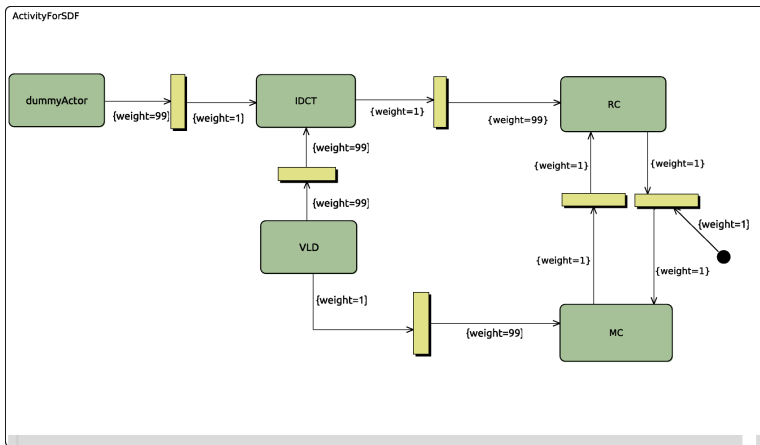 ActivityForSDF
dummyActor
{weight=99}
{weight=1}
IDCT
{weight=1}
{weight=99}
RC
{weight=99}
{weight=99}
VLD
{weight=1}
{weight=99}
{weight=1}
{weight=1}
{weight=1}
{weight=1}
{weight=1}
MC